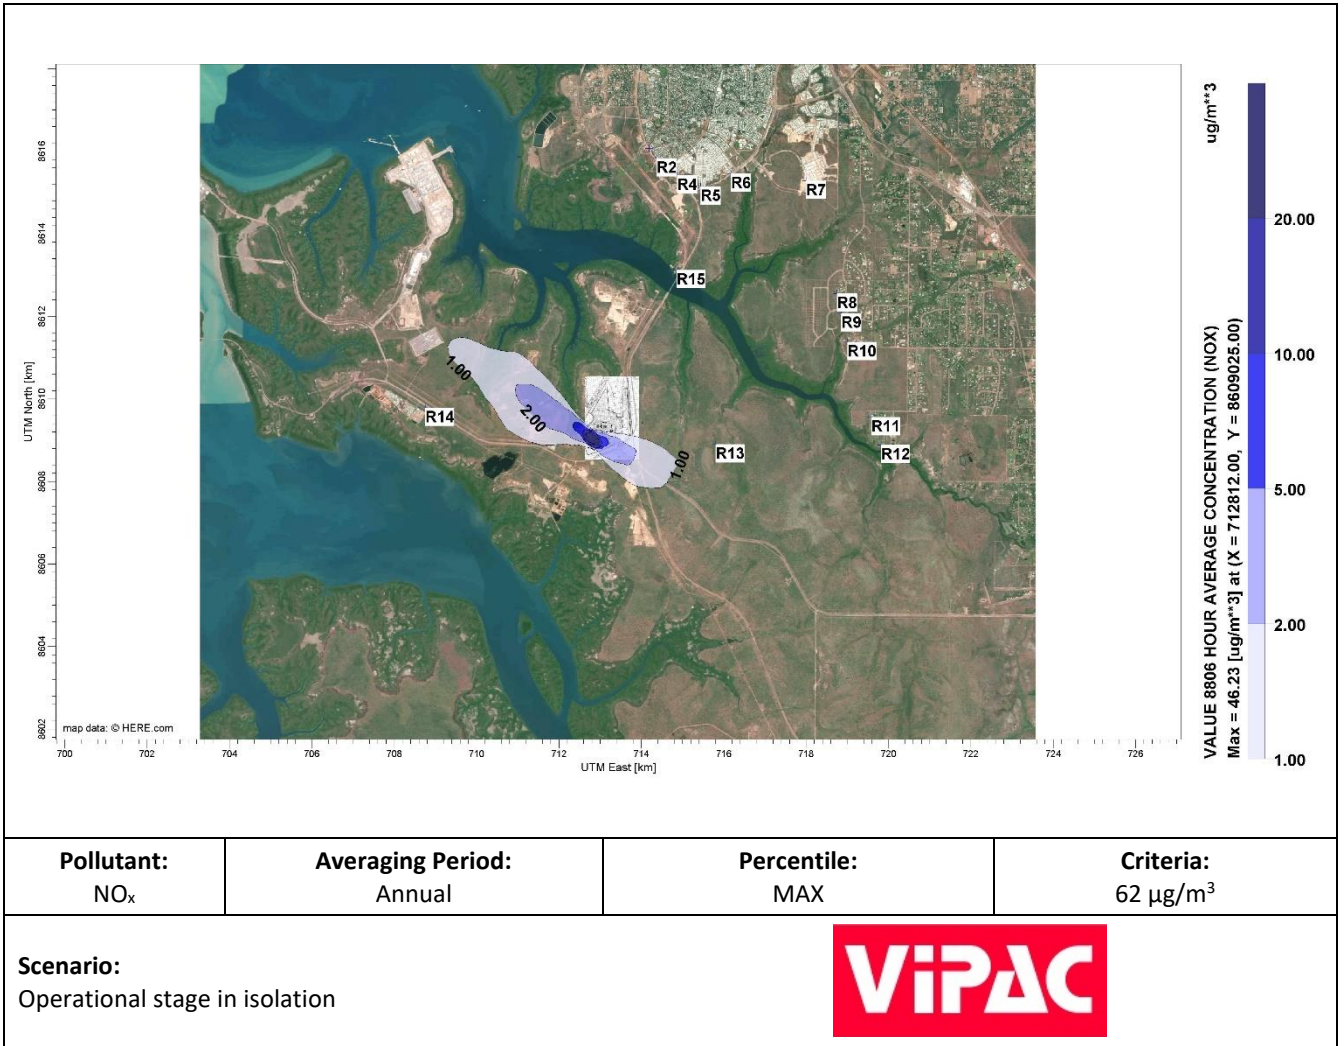 R2
R4
R5
R6
R7
R15
R8
R9
R10
1.00
2.00
R14
R11
R12
R13
1.00
map data: © HERE.com
UTM North [km]
8616
8614
8612
8610
8608
8606
8604
8602
700
702
704
706
708
710
712
714
716
718
720
722
724
726
UTM East [km]
ug/m**3
VALUE 8806 HOUR AVERAGE CONCENTRATION (NOX)
Max = 46.23 [ug/m**3] at (X = 712812.00, Y = 8609025.00)
20.00
10.00
5.00
2.00
1.00
Pollutant:
NOx
Averaging Period:
Annual
Percentile:
MAX
Criteria:
62 µg/m³
Scenario:
Operational stage in isolation
ViPAC